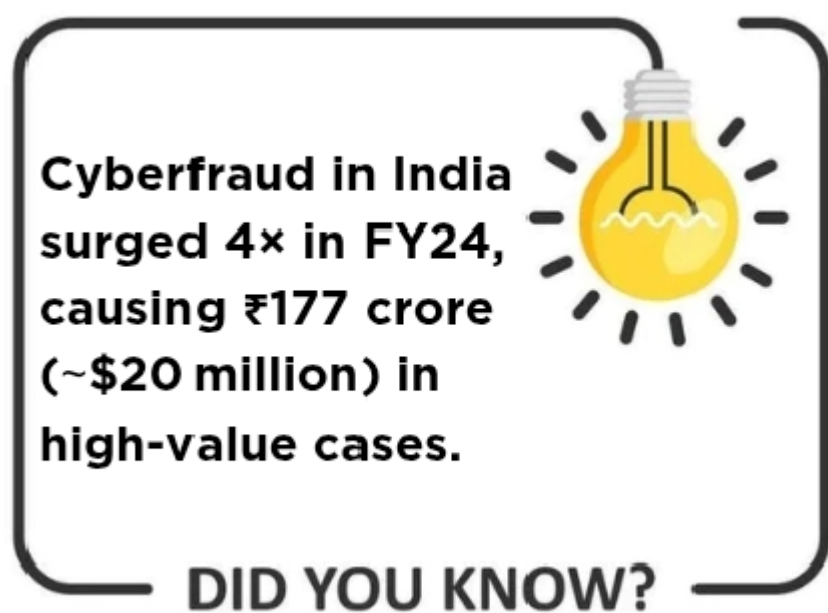 Cyberfraud in India
surged 4× in FY24,
causing ₹177 crore
(~$20 million) in
high-value cases.
DID YOU KNOW?